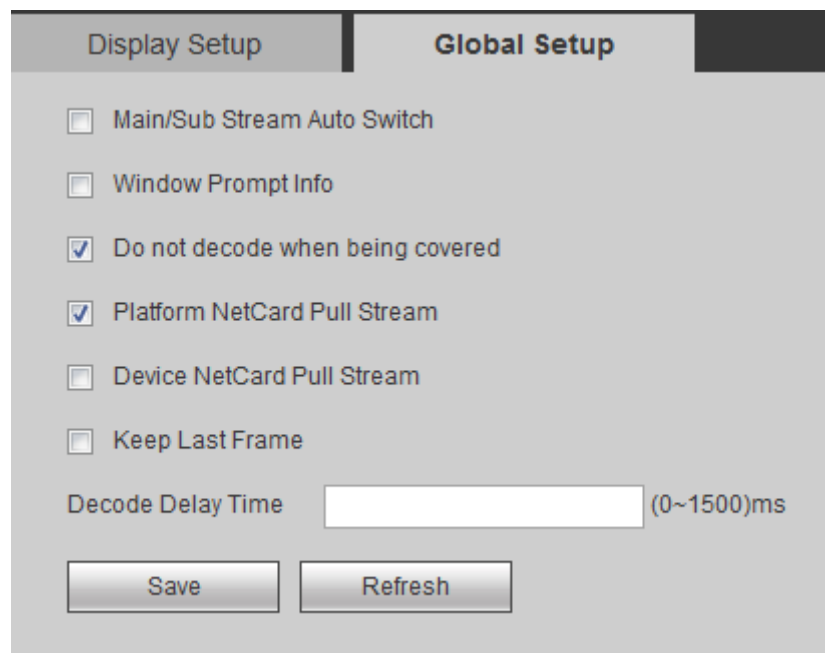 Display Setup Global Setup
Main/Sub Stream Auto Switch
Window Prompt Info
Do not decode when being covered
Platform NetCard Pull Stream
Device NetCard Pull Stream
Keep Last Frame
Decode Delay Time (0~1500)ms
Save Refresh